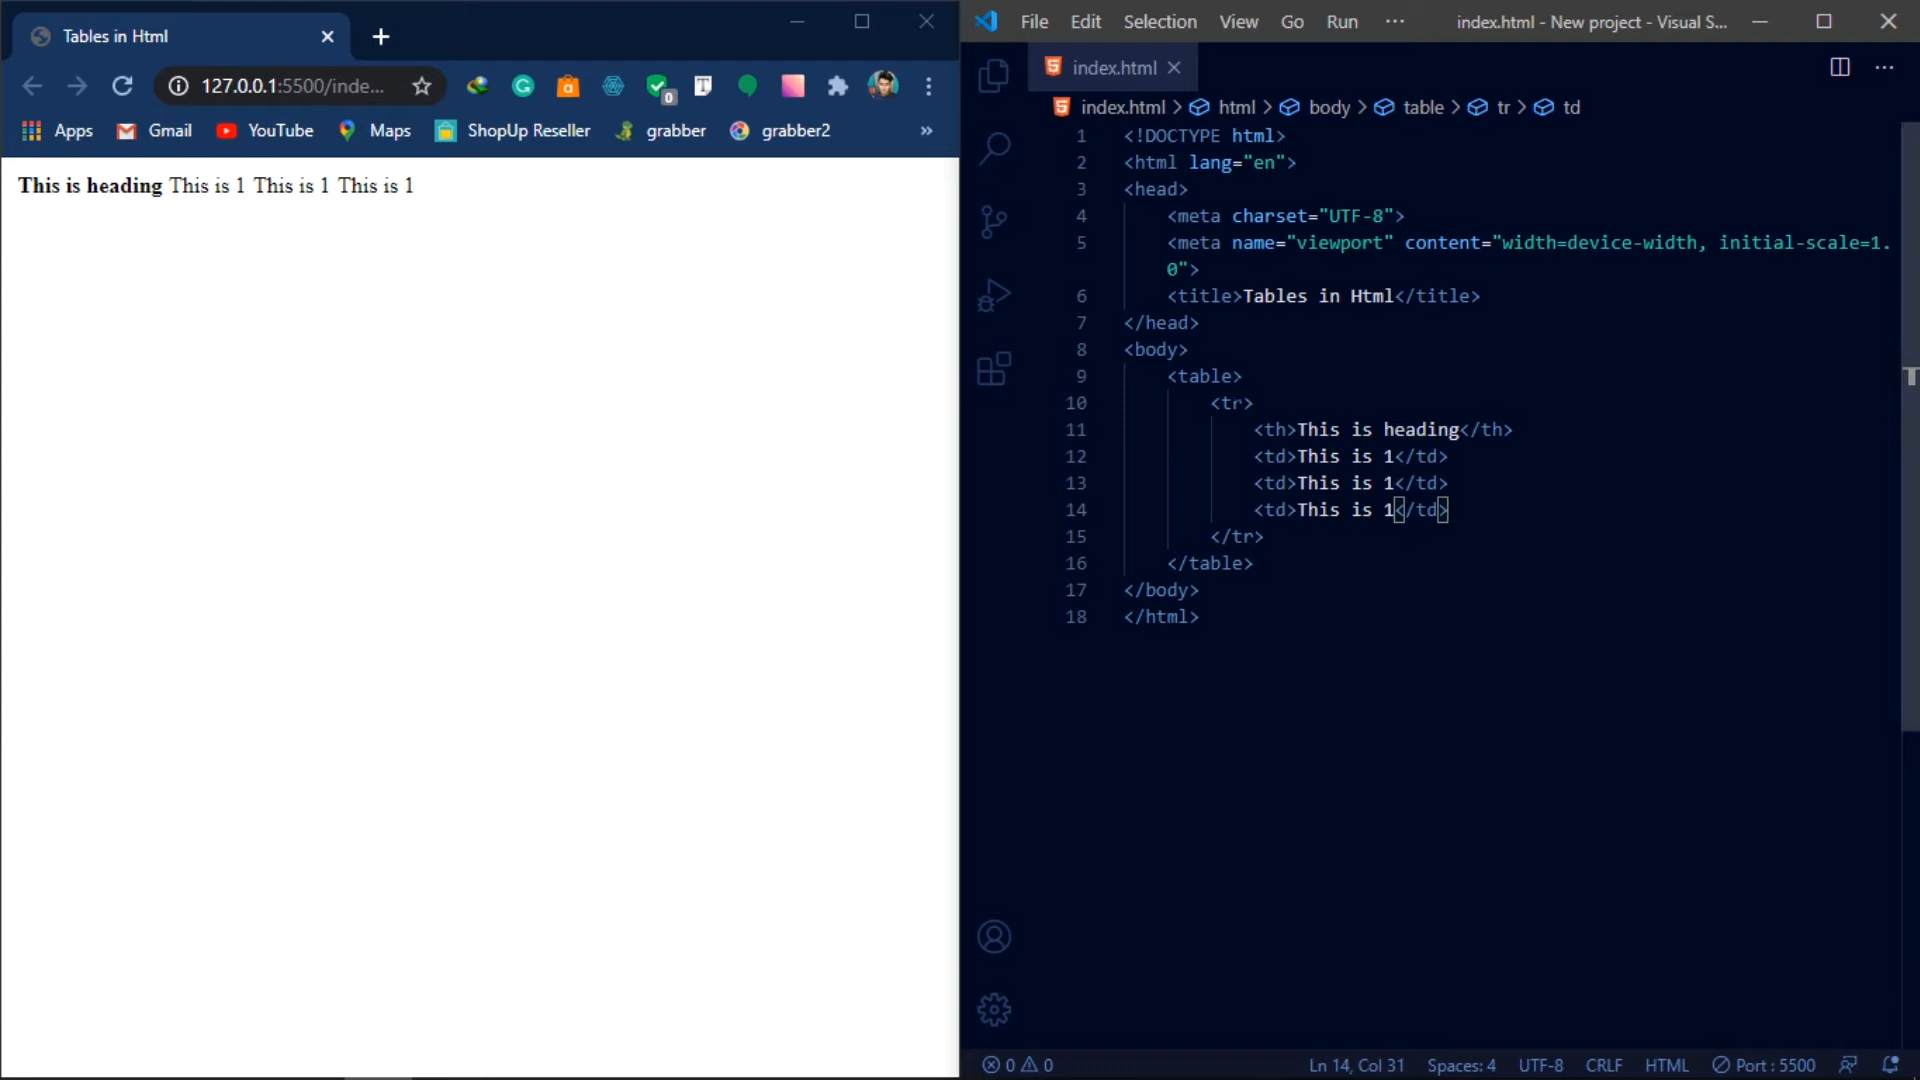 Tables in Html
127.0.0.1:5500/inde...
0
Apps Gmail YouTube Maps ShopUp Reseller grabber grabber2 »
This is heading This is 1 This is 1 This is 1
File Edit Selection View Go Run ··· index.html - New project - Visual S...
index.html
index.html > html > body > table > tr > td
1 <!DOCTYPE html>
2 <html lang="en">
3 <head>
4 <meta charset="UTF-8">
5 <meta name="viewport" content="width=device-width, initial-scale=1.
0">
6 <title>Tables in Html</title>
7 </head>
8 <body>
9 <table>
10 <tr>
11 <th>This is heading</th>
12 <td>This is 1</td>
13 <td>This is 1</td>
14 <td>This is 1</td>
15 </tr>
16 </table>
17 </body>
18 </html>
0 0 Ln 14, Col 31 Spaces: 4 UTF-8 CRLF HTML Port : 5500